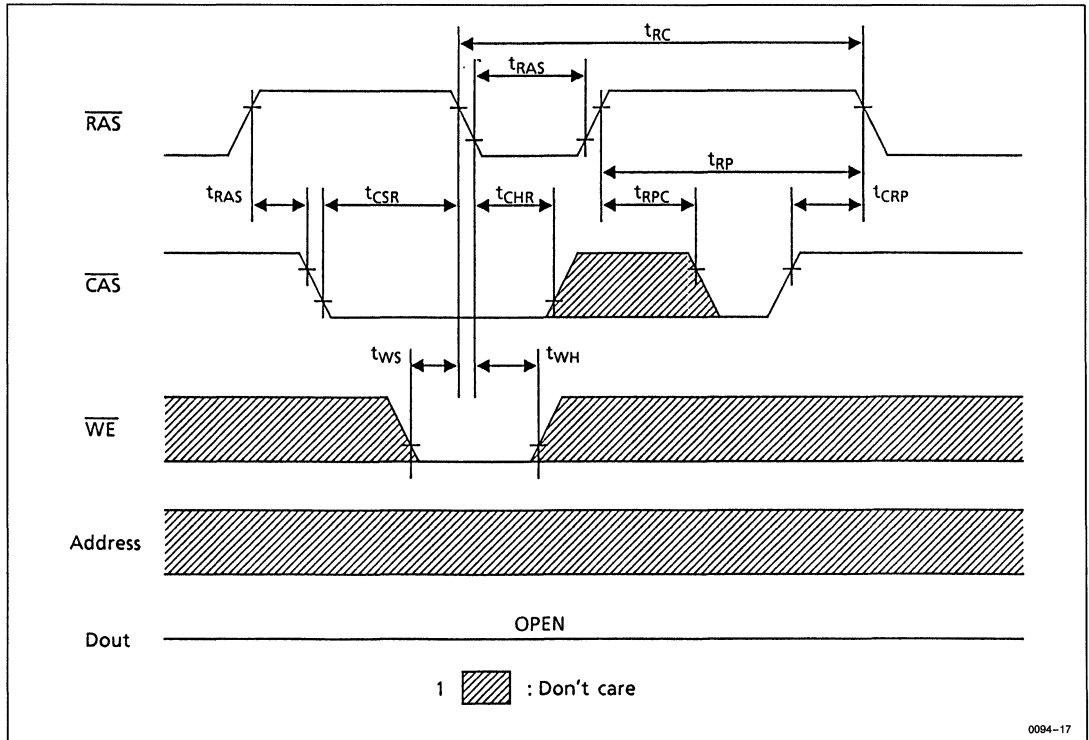 tRC
tRAS
RAS
tRP
tRAS
tCSR
tCHR
tRPC
tCRP
CAS
tWS
tWH
WE
Address
OPEN
Dout
1 : Don't care
0094-17